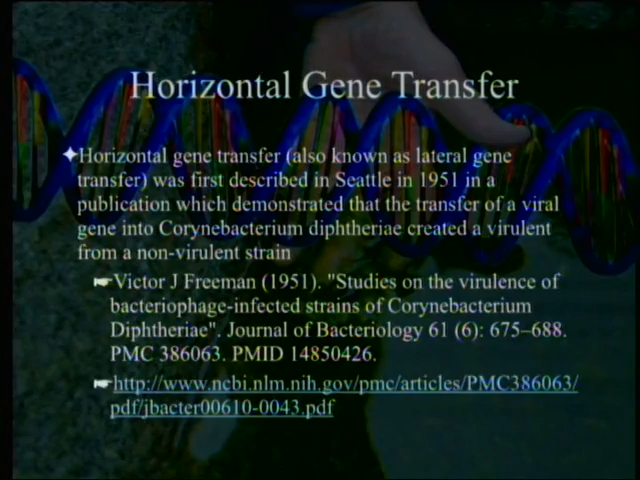 Horizontal Gene Transfer
Horizontal gene transfer (also known as lateral gene
transfer) was first described in Seattle in 1951 in a
publication which demonstrated that the transfer of a viral
gene into Corynebacterium diphtheriae created a virulent
from a non-virulent strain
Victor J Freeman (1951). "Studies on the virulence of
bacteriophage-infected strains of Corynebacterium
Diphtheriae". Journal of Bacteriology 61 (6): 675–688.
PMC 386063. PMID 14850426.
http://www.ncbi.nlm.nih.gov/pmc/articles/PMC386063/
pdf/jbacter00610-0043.pdf